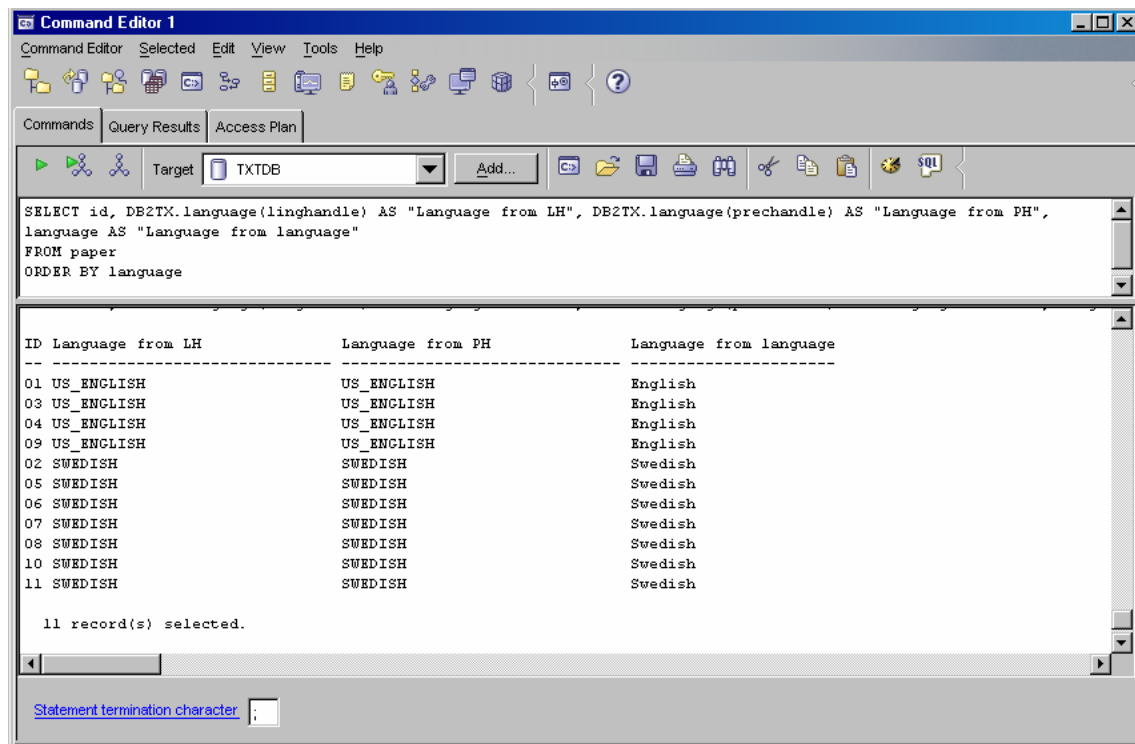 Command Editor 1
Command Editor Selected Edit View Tools Help
Commands Query Results Access Plan
Target TXTDB Add... SQL
SELECT id, DB2TX.language(linghandle) AS "Language from LH", DB2TX.language(prechandle) AS "Language from PH",
language AS "Language from language"
FROM paper
ORDER BY language
ID Language from LH Language from PH Language from language
-- ------------------------------ ------------------------------ ----------------------
01 US_ENGLISH US_ENGLISH English
03 US_ENGLISH US_ENGLISH English
04 US_ENGLISH US_ENGLISH English
09 US_ENGLISH US_ENGLISH English
02 SWEDISH SWEDISH Swedish
05 SWEDISH SWEDISH Swedish
06 SWEDISH SWEDISH Swedish
07 SWEDISH SWEDISH Swedish
08 SWEDISH SWEDISH Swedish
10 SWEDISH SWEDISH Swedish
11 SWEDISH SWEDISH Swedish
11 record(s) selected.
Statement termination character ;